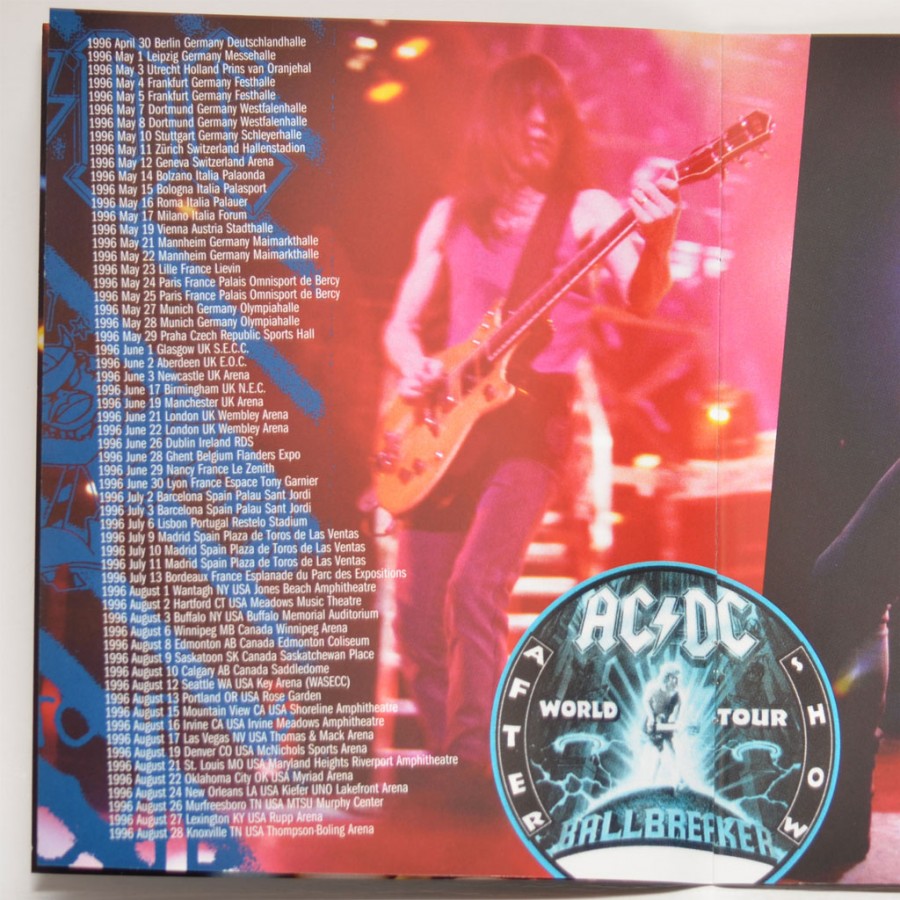 1996 April 30 Berlin Germany Deutschlandhalle
1996 May 1 Leipzig Germany Messehalle
1996 May 3 Utrecht Holland Prins van Oranjehal
1996 May 4 Frankfurt Germany Festhalle
1996 May 5 Frankfurt Germany Festhalle
1996 May 7 Dortmund Germany Westfalenhalle
1996 May 8 Dortmund Germany Westfalenhalle
1996 May 10 Stuttgart Germany Schleyerhalle
1996 May 11 Zürich Switzerland Hallenstadion
1996 May 12 Geneva Switzerland Arena
1996 May 14 Bolzano Italia Palaonda
1996 May 15 Bologna Italia Palasport
1996 May 16 Roma Italia Palauer
1996 May 17 Milano Italia Forum
1996 May 19 Vienna Austria Stadthalle
1996 May 21 Mannheim Germany Maimarkthalle
1996 May 22 Mannheim Germany Maimarkthalle
1996 May 23 Lille France Lievin
1996 May 24 Paris France Palais Omnisport de Bercy
1996 May 25 Paris France Palais Omnisport de Bercy
1996 May 27 Munich Germany Olympiahalle
1996 May 28 Munich Germany Olympiahalle
1996 May 29 Praha Czech Republic Sports Hall
1996 June 1 Glasgow UK S.E.C.C.
1996 June 2 Aberdeen UK E.O.C.
1996 June 3 Newcastle UK Arena
1996 June 17 Birmingham UK N.E.C.
1996 June 19 Manchester UK Arena
1996 June 21 London UK Wembley Arena
1996 June 22 London UK Wembley Arena
1996 June 26 Dublin Ireland RDS
1996 June 28 Ghent Belgium Flanders Expo
1996 June 29 Nancy France Le Zenith
1996 June 30 Lyon France Espace Tony Garnier
1996 July 2 Barcelona Spain Palau Sant Jordi
1996 July 3 Barcelona Spain Palau Sant Jordi
1996 July 6 Lisbon Portugal Restelo Stadium
1996 July 9 Madrid Spain Plaza de Toros de Las Ventas
1996 July 10 Madrid Spain Plaza de Toros de Las Ventas
1996 July 11 Madrid Spain Plaza de Toros de Las Ventas
1996 July 13 Bordeaux France Esplanade du Parc des Expositions
1996 August 1 Wantagh NY USA Jones Beach Amphitheatre
1996 August 2 Hartford CT USA Meadows Music Theatre
1996 August 3 Buffalo NY USA Buffalo Memorial Auditorium
1996 August 6 Winnipeg MB Canada Winnipeg Arena
1996 August 8 Edmonton AB Canada Edmonton Coliseum
1996 August 9 Saskatoon SK Canada Saskatchewan Place
1996 August 10 Calgary AB Canada Saddledome
1996 August 12 Seattle WA USA Key Arena (WASECC)
1996 August 13 Portland OR USA Rose Garden
1996 August 15 Mountain View CA USA Shoreline Amphitheatre
1996 August 16 Irvine CA USA Irvine Meadows Amphitheatre
1996 August 17 Las Vegas NV USA Thomas & Mack Arena
1996 August 19 Denver CO USA McNichols Sports Arena
1996 August 21 St. Louis MO USA Maryland Heights Riverport Amphitheatre
1996 August 22 Oklahoma City OK USA Myriad Arena
1996 August 24 New Orleans LA USA Kiefer UNO Lakefront Arena
1996 August 26 Murfreesboro TN USA MTSU Murphy Center
1996 August 27 Lexington KY USA Rupp Arena
1996 August 28 Knoxville TN USA Thompson-Boling Arena
AC⚡DC
WORLD TOUR
AFTER
SHOW
BALLBREAKER